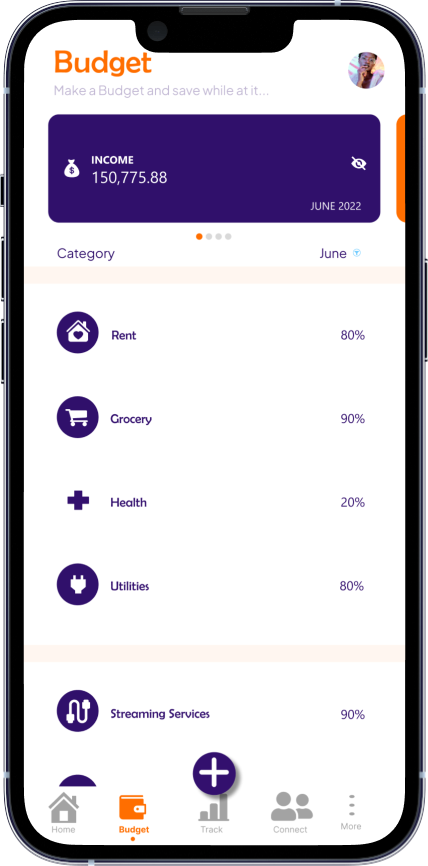 Budget
Make a Budget and save while at it...
INCOME
150,775.88
JUNE 2022
Category June
Rent 80%
Grocery 90%
Health 20%
Utilities 80%
Streaming Services 90%
Home Budget Track Connect More